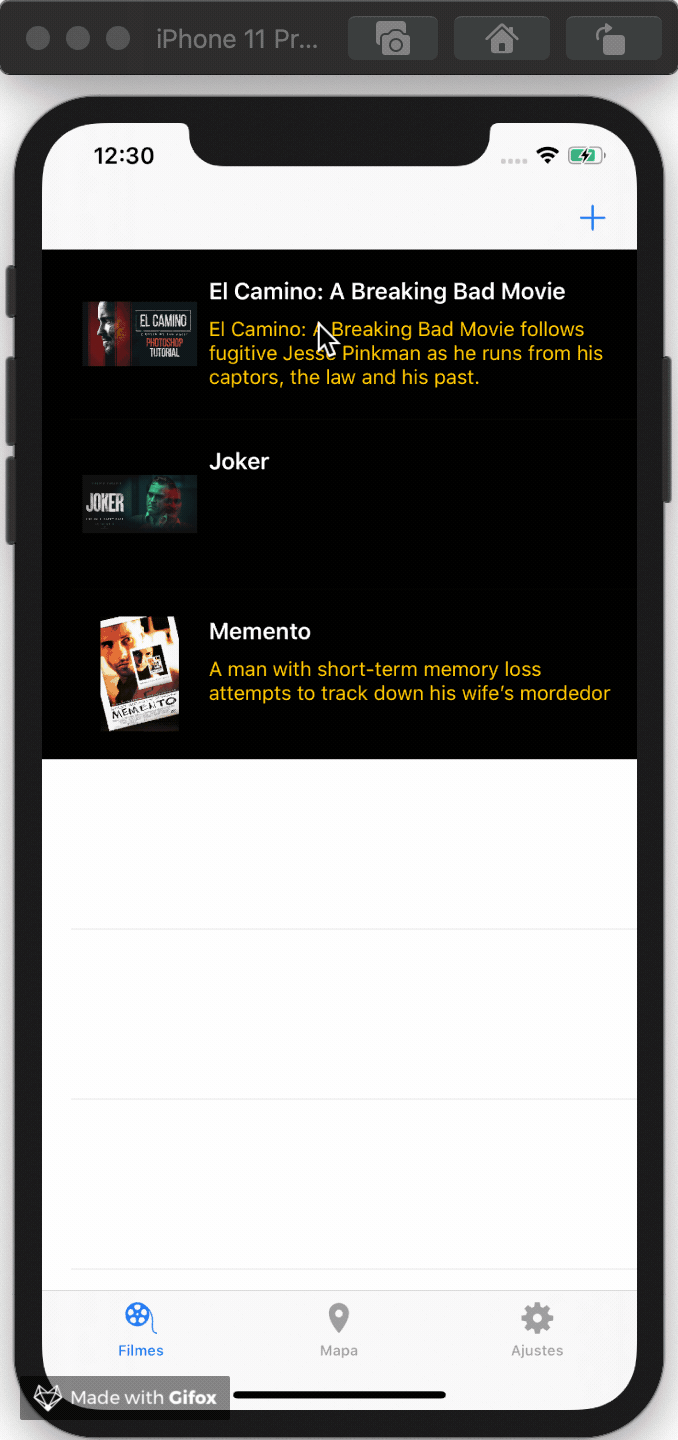 iPhone 11 Pr...
12:30
El Camino: A Breaking Bad Movie
EL CAMINO
PHOTOSHOP
TUTORIAL
El Camino: A Breaking Bad Movie follows
fugitive Jesse Pinkman as he runs from his
captors, the law and his past.
Joker
JOKER
Memento
MEMENTO
A man with short-term memory loss
attempts to track down his wife’s mordedor
Filmes
Mapa
Ajustes
Made with Gifox